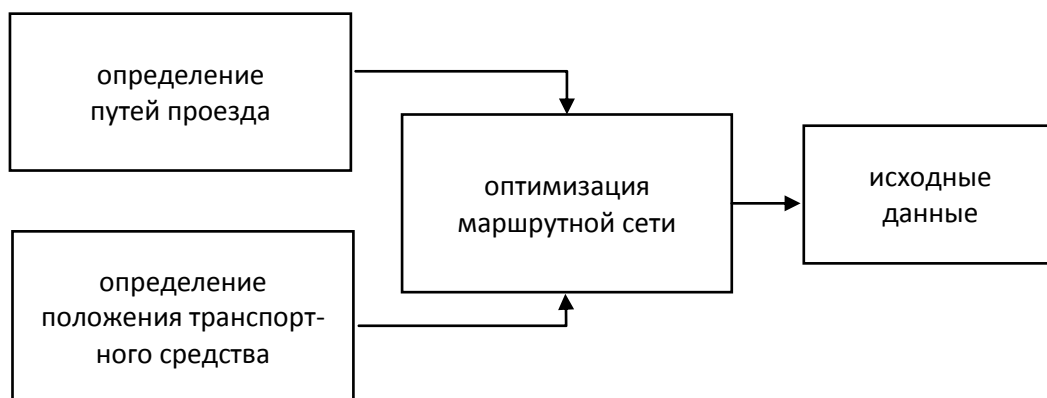 определение
путей проезда
оптимизация
маршрутной сети
исходные
данные
определение
положения транспорт-
ного средства